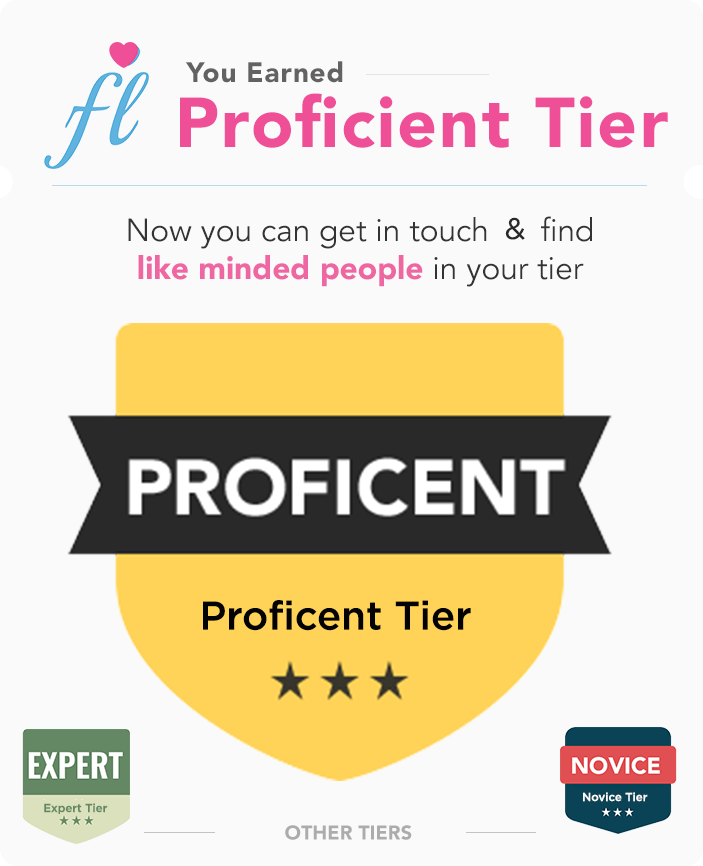 fl
You Earned
Proficient Tier
Now you can get in touch & find
like minded people in your tier
PROFICENT
Proficent Tier
EXPERT
Expert Tier
NOVICE
Novice Tier
OTHER TIERS